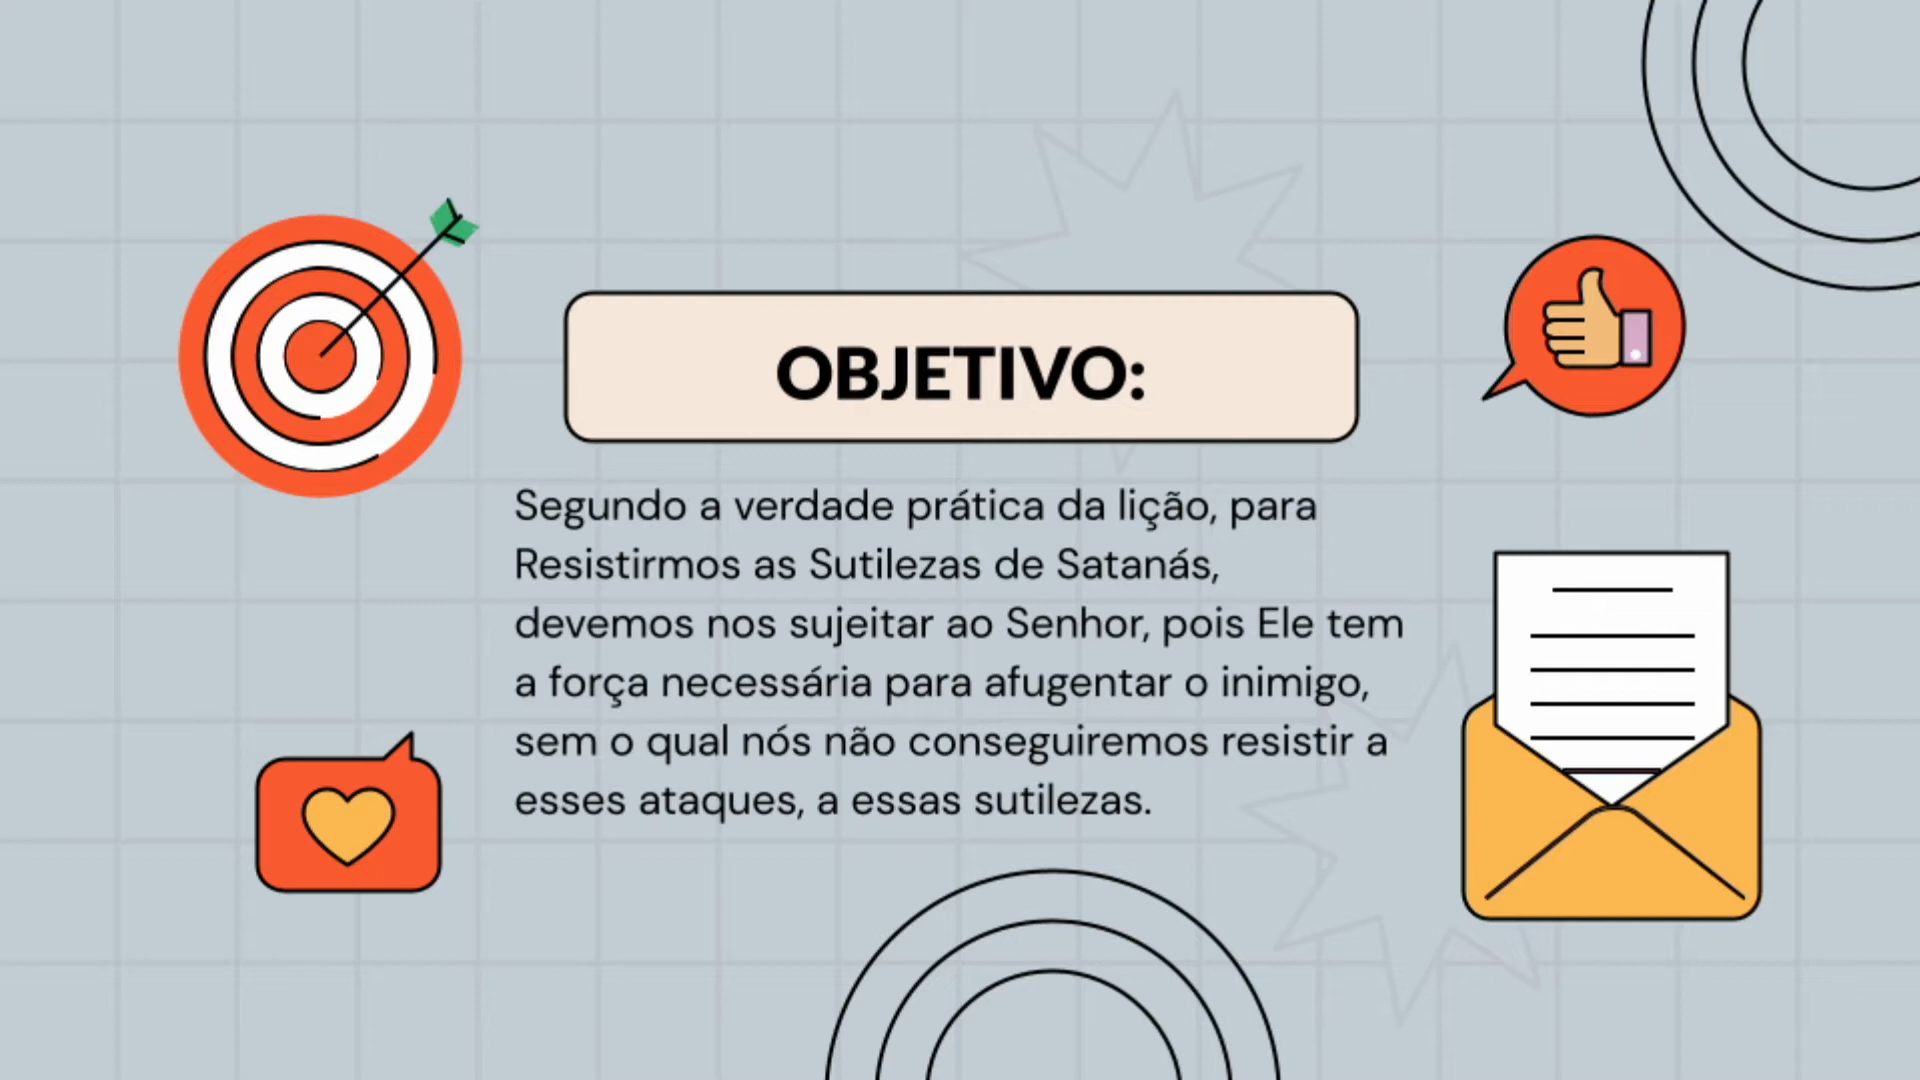 OBJETIVO:
Segundo a verdade prática da lição, para
Resistirmos as Sutilezas de Satanás,
devemos nos sujeitar ao Senhor, pois Ele tem
a força necessária para afugentar o inimigo,
sem o qual nós não conseguiremos resistir a
esses ataques, a essas sutilezas.